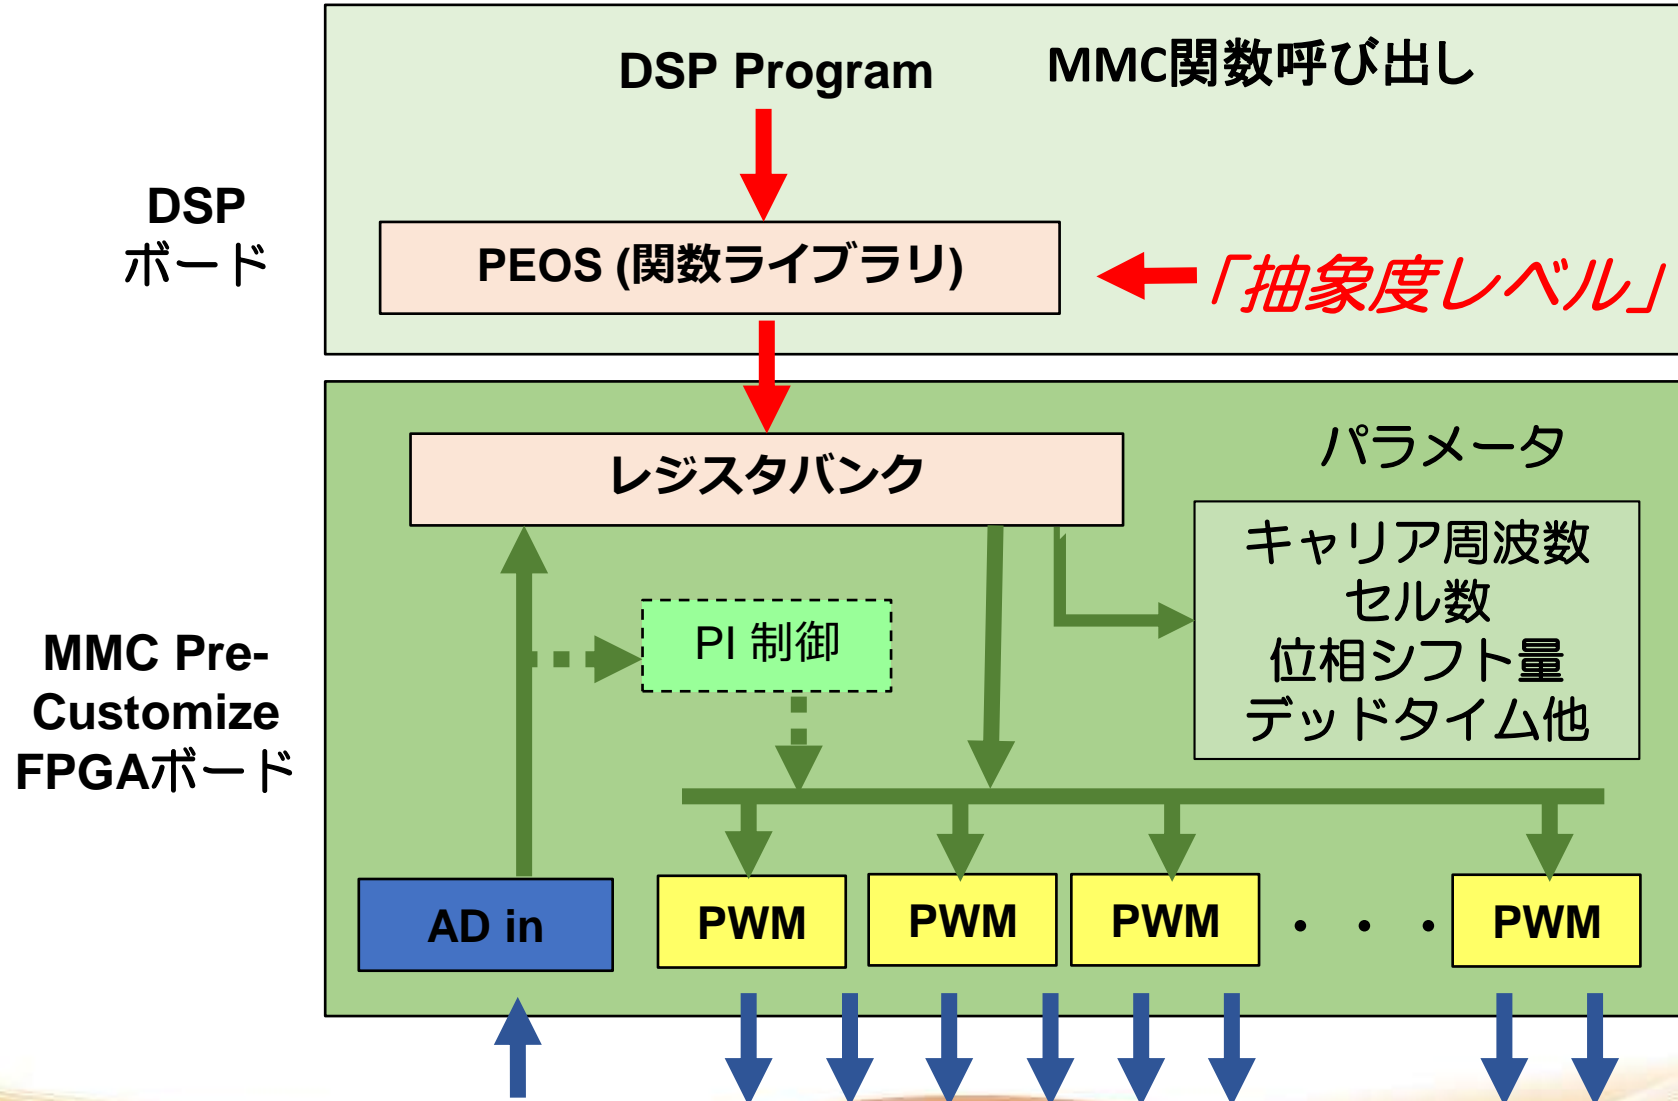 DSP Program
MMC関数呼び出し
DSP
ボード
PEOS (関数ライブラリ)
「抽象度レベル」
レジスタバンク
パラメータ
キャリア周波数
セル数
位相シフト量
デッドタイム他
PI 制御
MMC Pre-
Customize
FPGAボード
AD in
PWM
PWM
PWM
・・・
PWM